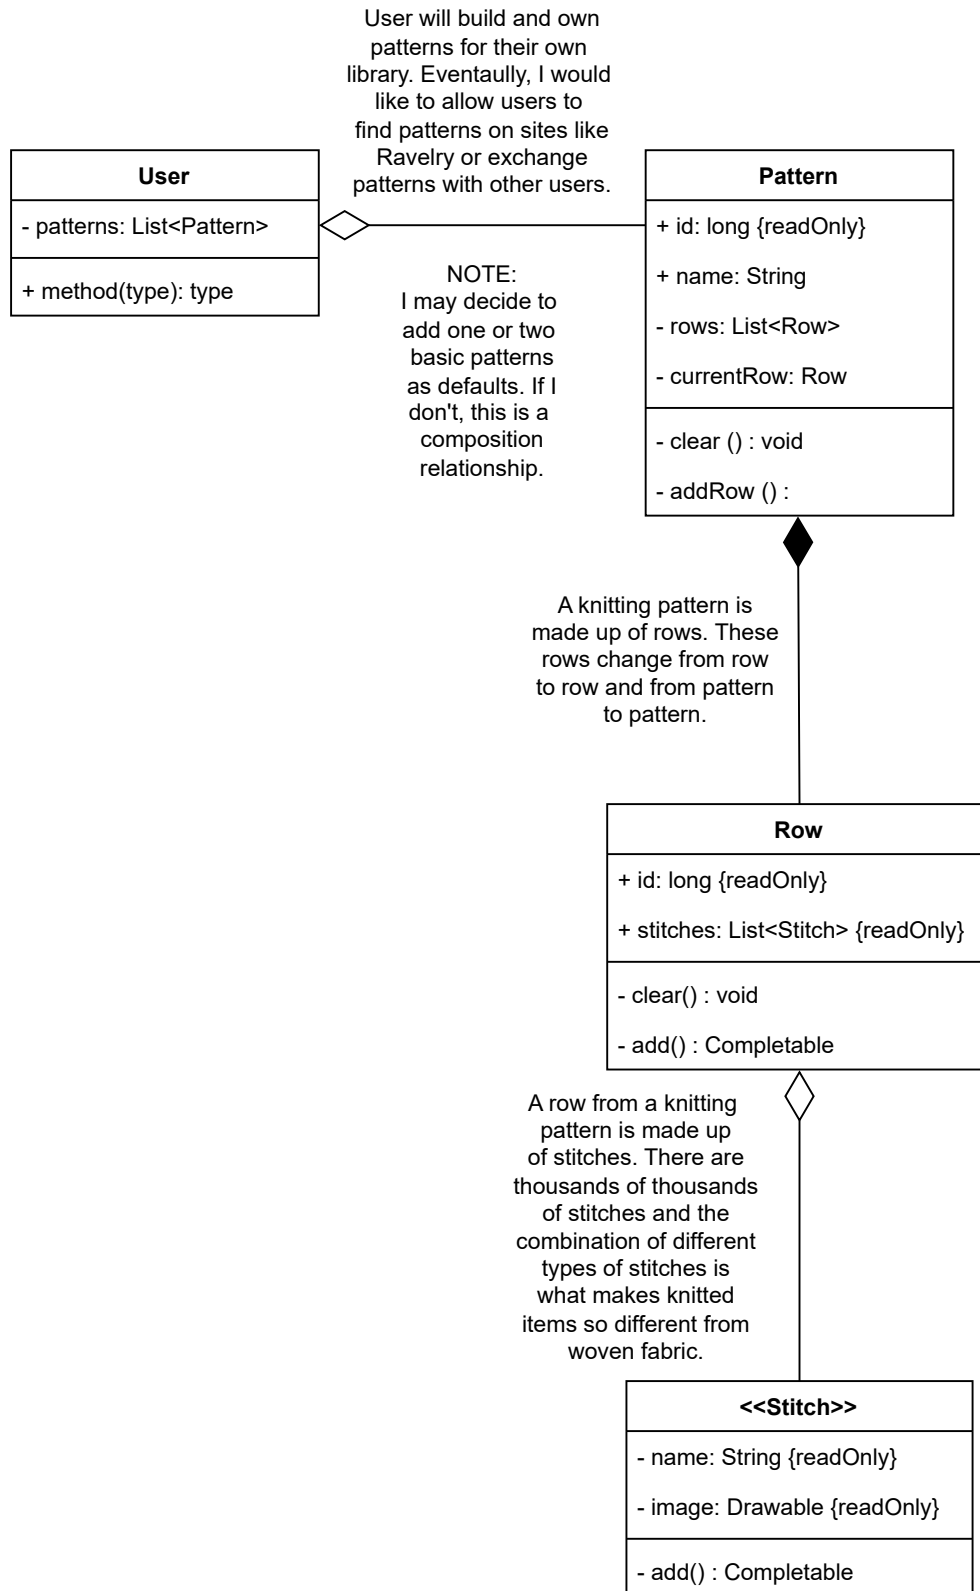 User will build and own
patterns for their own
library. Eventaully, I would
like to allow users to
find patterns on sites like
Ravelry or exchange
patterns with other users.
User
- patterns: List<Pattern>
+ method(type): type
NOTE:
I may decide to
add one or two
basic patterns
as defaults. If I
don't, this is a
composition
relationship.
Pattern
+ id: long {readOnly}
+ name: String
- rows: List<Row>
- currentRow: Row
- clear () : void
- addRow () :
A knitting pattern is
made up of rows. These
rows change from row
to row and from pattern
to pattern.
Row
+ id: long {readOnly}
+ stitches: List<Stitch> {readOnly}
- clear() : void
- add() : Completable
A row from a knitting
pattern is made up
of stitches. There are
thousands of thousands
of stitches and the
combination of different
types of stitches is
what makes knitted
items so different from
woven fabric.
<<Stitch>>
- name: String {readOnly}
- image: Drawable {readOnly}
- add() : Completable